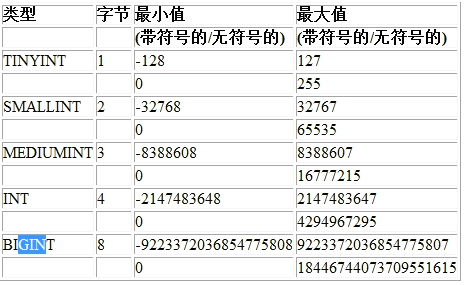 类型 字节 最小值 最大值
(带符号的/无符号的) (带符号的/无符号的)
TINYINT 1 -128 127
0 255
SMALLINT 2 -32768 32767
0 65535
MEDIUMINT 3 -8388608 8388607
0 16777215
INT 4 -2147483648 2147483647
0 4294967295
BIGINT 8 -9223372036854775808 9223372036854775807
0 18446744073709551615